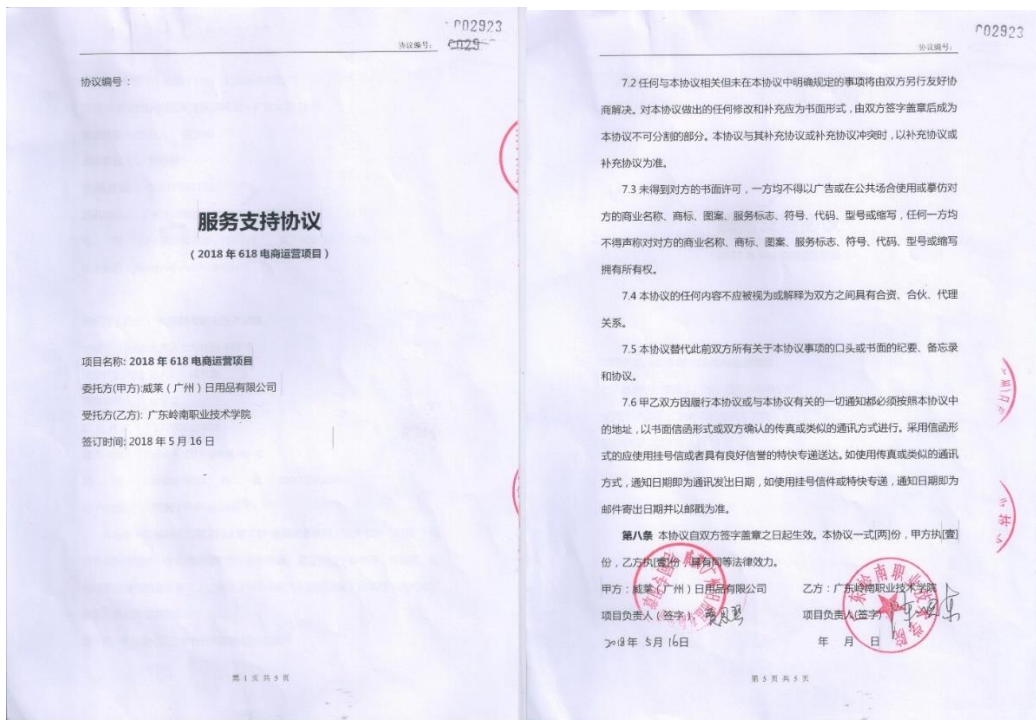 002923
协议编号：
0029
协议编号：
服务支持协议
（2018 年 618 电商运营项目）
项目名称: 2018 年 618 电商运营项目
委托方(甲方):威莱（广州）日用品有限公司
受托方(乙方): 广东岭南职业技术学院
签订时间: 2018 年 5 月 16 日
第 1 页 共 5 页
002923
协议编号：
7.2 任何与本协议相关但未在本协议中明确规定的事项将由双方另行友好协
商解决。对本协议做出的任何修改和补充应为书面形式，由双方签字盖章后成为
本协议不可分割的部分。本协议与其补充协议或补充协议冲突时，以补充协议或
补充协议为准。
7.3 未得到对方的书面许可，一方均不得以广告或在公共场合使用或摹仿对
方的商业名称、商标、图案、服务标志、符号、代码、型号或缩写，任何一方均
不得声称对对方的商业名称、商标、图案、服务标志、符号、代码、型号或缩写
拥有所有权。
7.4 本协议的任何内容不应被视为或解释为双方之间具有合资、合伙、代理
关系。
7.5 本协议替代此前双方所有关于本协议事项的口头或书面的纪要、备忘录
和协议。
7.6 甲乙双方因履行本协议或与本协议有关的一切通知都必须按照本协议中
的地址，以书面信函形式或双方确认的传真或类似的通讯方式进行。采用信函形
式的应使用挂号信或者具有良好信誉的特快专递送达。如使用传真或类似的通讯
方式，通知日期即为通讯发出日期，如使用挂号信件或特快专递，通知日期即为
邮件寄出日期并以邮戳为准。
第八条 本协议自双方签字盖章之日起生效。本协议一式[两]份，甲方执[壹]
份，乙方执[壹]份，具有同等法律效力。
甲方：威莱（广州）日用品有限公司
乙方：广东岭南职业技术学院
项目负责人（签字）
项目负责人(签字)
2018年 5月 16日
年 月 日
第 5 页 共 5 页